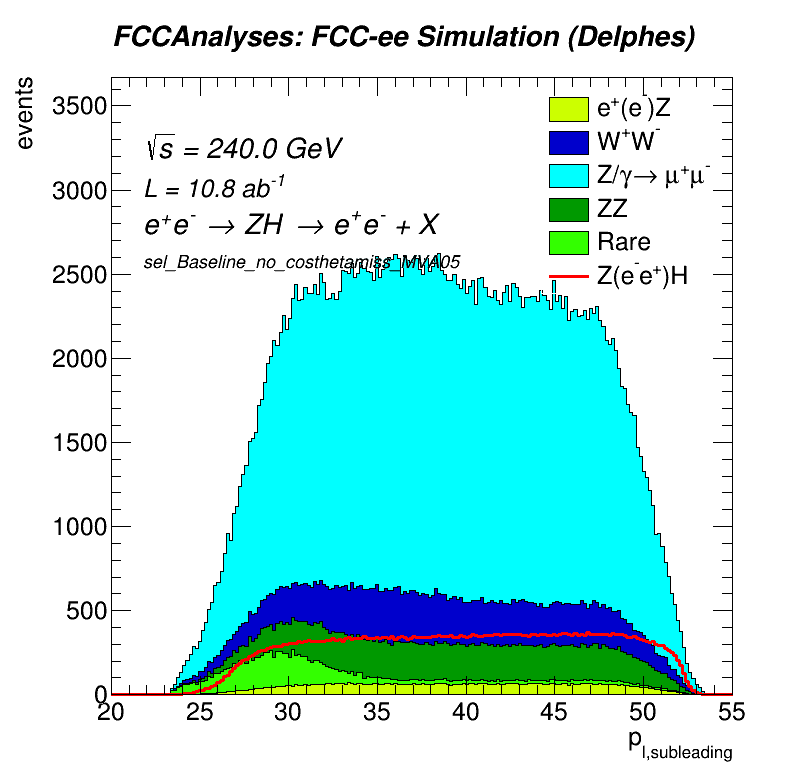 FCCAnalyses: FCC-ee Simulation (Delphes)
events
√s = 240.0 GeV
L = 10.8 ab⁻¹
e⁺e⁻ → ZH → e⁺e⁻ + X
sel_Baseline_no_costhetamiss_MVA05
e⁺(e⁻)Z
W⁺W⁻
Z/γ→ μ⁺μ⁻
ZZ
Rare
Z(e⁻e⁺)H
3500
3000
2500
2000
1500
1000
500
0
20 25 30 35 40 45 50 55
p_l,subleading